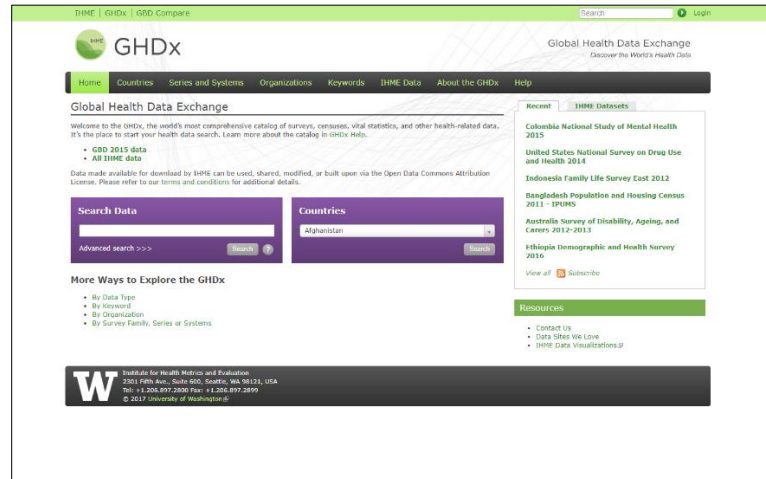 IHME | GHDx | GBD Compare
Search
Login
IHME
GHDx
Global Health Data Exchange
Discover the World's Health Data
Home Countries Series and Systems Organizations Keywords IHME Data About the GHDx Help
Global Health Data Exchange
Welcome to the GHDx, the world's most comprehensive catalog of surveys, censuses, vital statistics, and other health-related data.
It's the place to start your health data search. Learn more about the catalog in GHDx Help.
• GBD 2015 data
• All IHME data
Data made available for download by IHME can be used, shared, modified, or built upon via the Open Data Commons Attribution
License. Please refer to our terms and conditions for additional details.
Search Data
Advanced search >>>
Search
?
Countries
Afghanistan
Search
More Ways to Explore the GHDx
• By Data Type
• By Keyword
• By Organization
• By Survey Family, Series or Systems
Recent
IHME Datasets
Colombia National Study of Mental Health
2015
United States National Survey on Drug Use
and Health 2014
Indonesia Family Life Survey East 2012
Bangladesh Population and Housing Census
2011 - IPUMS
Australia Survey of Disability, Ageing, and
Carers 2012-2013
Ethiopia Demographic and Health Survey
2016
View all Subscribe
Resources
• Contact Us
• Data Sites We Love
• IHME Data Visualizations
W
Institute for Health Metrics and Evaluation
2301 Fifth Ave., Suite 600, Seattle, WA 98121, USA
Tel: +1.206.897.2800 Fax: +1.206.897.2899
© 2017 University of Washington